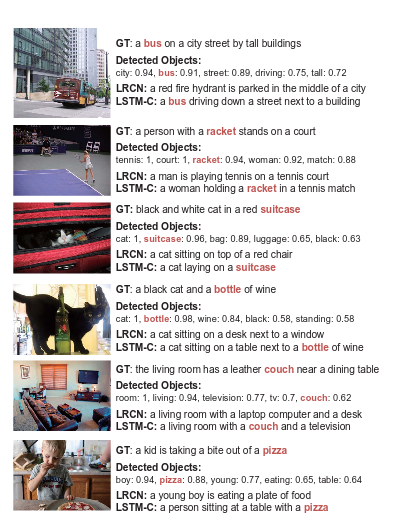 GT: a bus on a city street by tall buildings
Detected Objects:
city: 0.94, bus: 0.91, street: 0.89, driving: 0.75, tall: 0.72
LRCN: a red fire hydrant is parked in the middle of a city
LSTM-C: a bus driving down a street next to a building
GT: a person with a racket stands on a court
Detected Objects:
tennis: 1, court: 1, racket: 0.94, woman: 0.92, match: 0.88
LRCN: a man is playing tennis on a tennis court
LSTM-C: a woman holding a racket in a tennis match
GT: black and white cat in a red suitcase
Detected Objects:
cat: 1, suitcase: 0.96, bag: 0.89, luggage: 0.65, black: 0.63
LRCN: a cat sitting on top of a red chair
LSTM-C: a cat laying on a suitcase
GT: a black cat and a bottle of wine
Detected Objects:
cat: 1, bottle: 0.98, wine: 0.84, black: 0.58, standing: 0.58
LRCN: a cat sitting on a desk next to a window
LSTM-C: a cat sitting on a table next to a bottle of wine
GT: the living room has a leather couch near a dining table
Detected Objects:
room: 1, living: 0.94, television: 0.77, tv: 0.7, couch: 0.62
LRCN: a living room with a laptop computer and a desk
LSTM-C: a living room with a couch and a television
GT: a kid is taking a bite out of a pizza
Detected Objects:
boy: 0.94, pizza: 0.88, young: 0.77, eating: 0.65, table: 0.64
LRCN: a young boy is eating a plate of food
LSTM-C: a person sitting at a table with a pizza